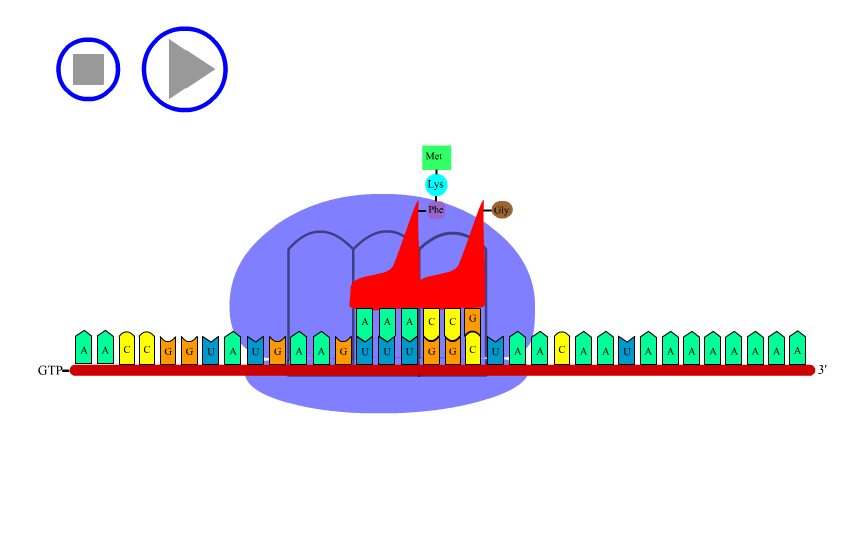 Met
Lys
Phe Gly
A A A C C G
A A C C G G U A U G A A G U U U G G C U A A C A A U A A A A A A A A
GTP 3'